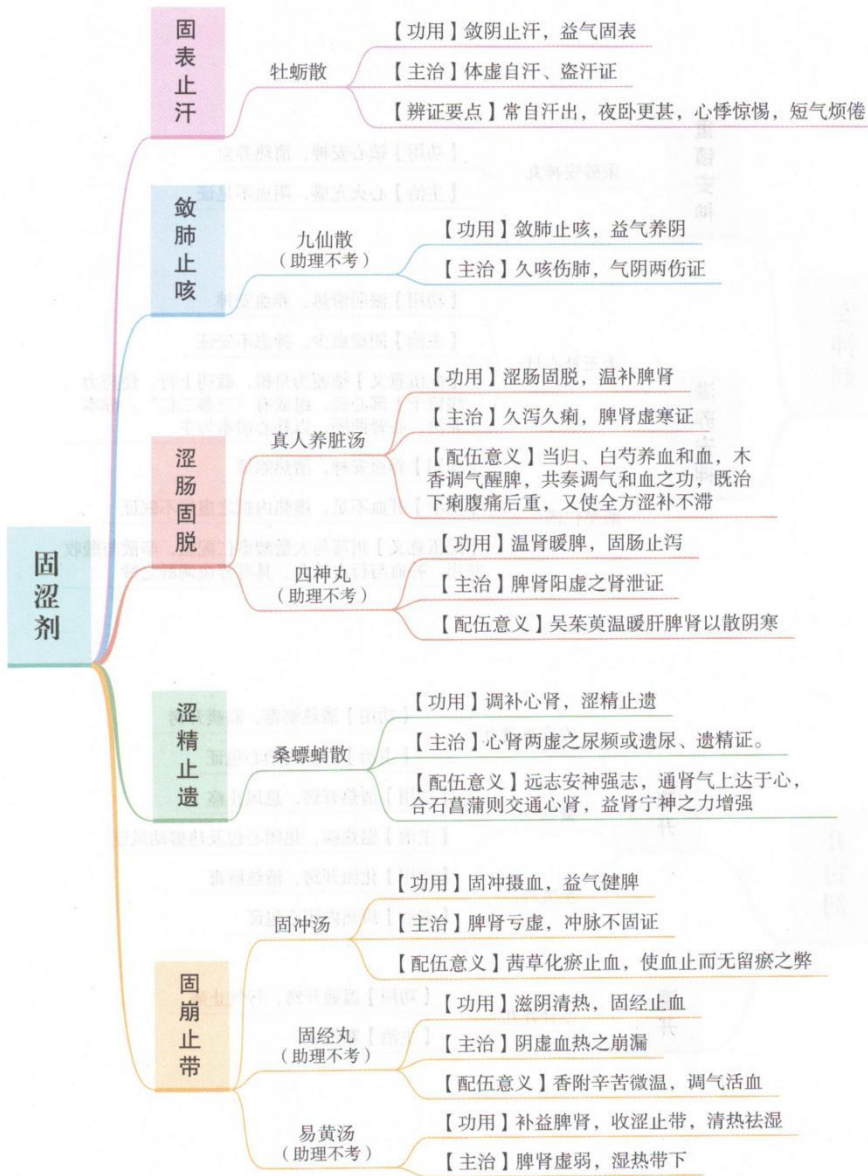 固涩剂
固表止汗
牡蛎散
【功用】敛阴止汗，益气固表
【主治】体虚自汗、盗汗证
【辨证要点】常自汗出，夜卧更甚，心悸惊惕，短气烦倦
敛肺止咳
九仙散
（助理不考）
【功用】敛肺止咳，益气养阴
【主治】久咳伤肺，气阴两伤证
涩肠固脱
真人养脏汤
【功用】涩肠固脱，温补脾肾
【主治】久泻久痢，脾肾虚寒证
【配伍意义】当归、白芍养血和血，木
香调气醒脾，共奏调气和血之功，既治
下痢腹痛后重，又使全方涩补不滞
四神丸
（助理不考）
【功用】温肾暖脾，固肠止泻
【主治】脾肾阳虚之肾泄证
【配伍意义】吴茱萸温暖肝脾肾以散阴寒
涩精止遗
桑螵蛸散
【功用】调补心肾，涩精止遗
【主治】心肾两虚之尿频或遗尿、遗精证。
【配伍意义】远志安神强志，通肾气上达于心，
合石菖蒲则交通心肾，益肾宁神之力增强
固崩止带
固冲汤
【功用】固冲摄血，益气健脾
【主治】脾肾亏虚，冲脉不固证
【配伍意义】茜草化瘀止血，使血止而无留瘀之弊
固经丸
（助理不考）
【功用】滋阴清热，固经止血
【主治】阴虚血热之崩漏
【配伍意义】香附辛苦微温，调气活血
易黄汤
（助理不考）
【功用】补益脾肾，收涩止带，清热祛湿
【主治】脾肾虚弱，湿热带下